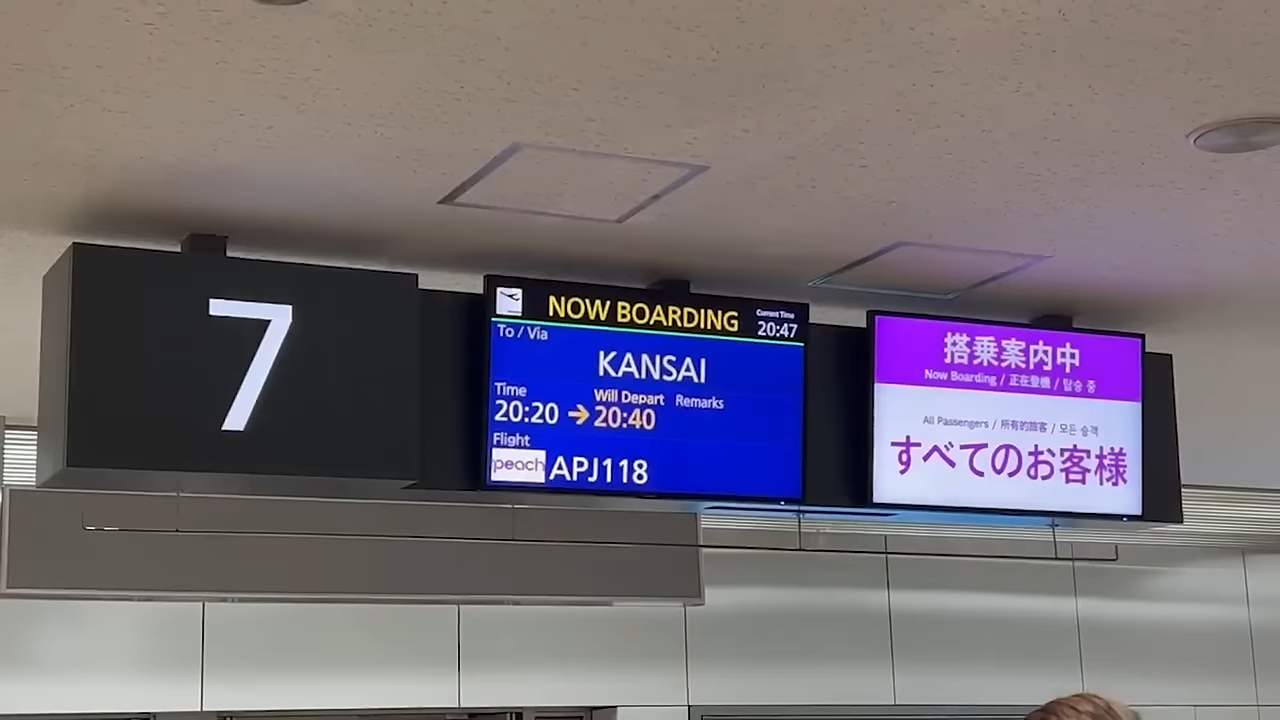 7
NOW BOARDING
Current Time
20:47
To / Via
KANSAI
Time
Will Depart
Remarks
20:20 → 20:40
Flight
peach APJ118
搭乗案内中
Now Boarding / 正在登機 / 탑승 중
All Passengers / 所有的旅客 / 모든 승객
すべてのお客様